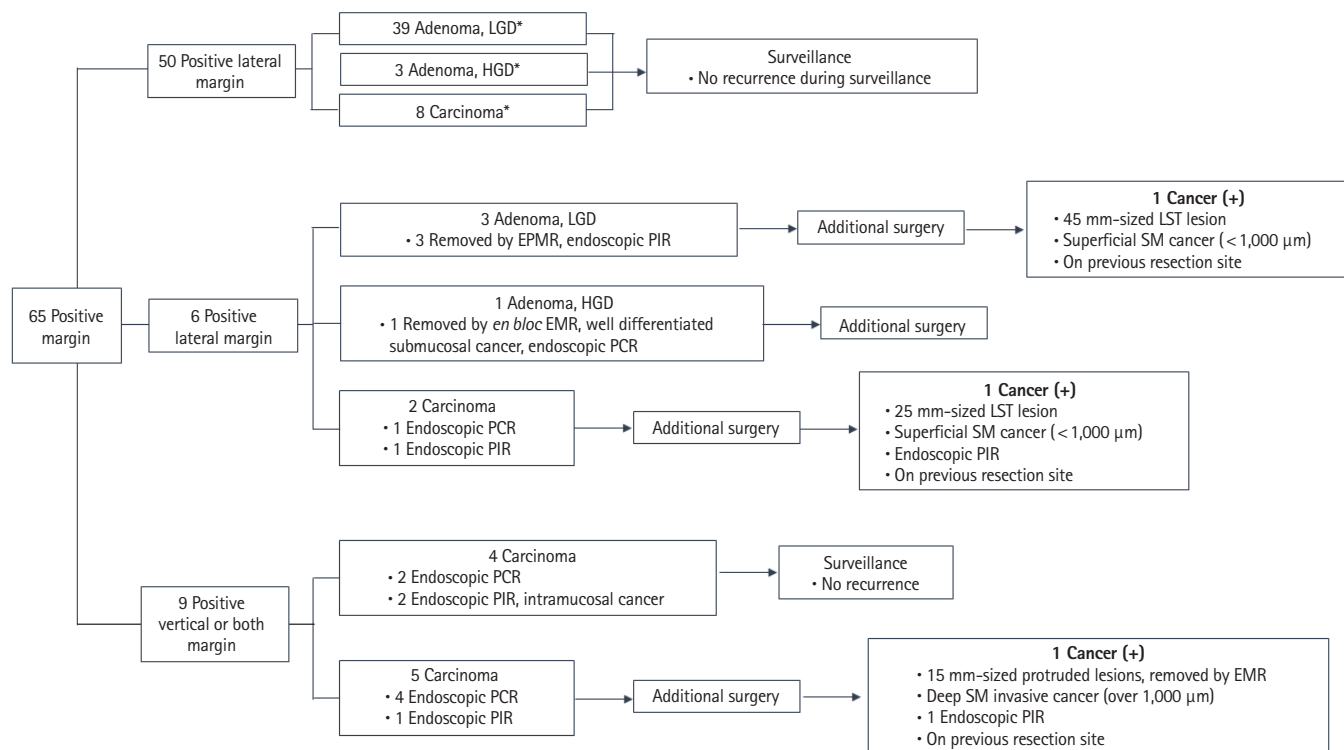 39 Adenoma, LGD*
50 Positive lateral
margin
3 Adenoma, HGD*
8 Carcinoma*
Surveillance
• No recurrence during surveillance
65 Positive
margin
6 Positive
lateral margin
3 Adenoma, LGD
• 3 Removed by EPMR, endoscopic PIR
Additional surgery
1 Cancer (+)
• 45 mm-sized LST lesion
• Superficial SM cancer (< 1,000 μm)
• On previous resection site
1 Adenoma, HGD
• 1 Removed by en bloc EMR, well differentiated
submucosal cancer, endoscopic PCR
Additional surgery
2 Carcinoma
• 1 Endoscopic PCR
• 1 Endoscopic PIR
Additional surgery
1 Cancer (+)
• 25 mm-sized LST lesion
• Superficial SM cancer (< 1,000 μm)
• Endoscopic PIR
• On previous resection site
9 Positive
vertical or both
margin
4 Carcinoma
• 2 Endoscopic PCR
• 2 Endoscopic PIR, intramucosal cancer
Surveillance
• No recurrence
5 Carcinoma
• 4 Endoscopic PCR
• 1 Endoscopic PIR
Additional surgery
1 Cancer (+)
• 15 mm-sized protruded lesions, removed by EMR
• Deep SM invasive cancer (over 1,000 μm)
• 1 Endoscopic PIR
• On previous resection site